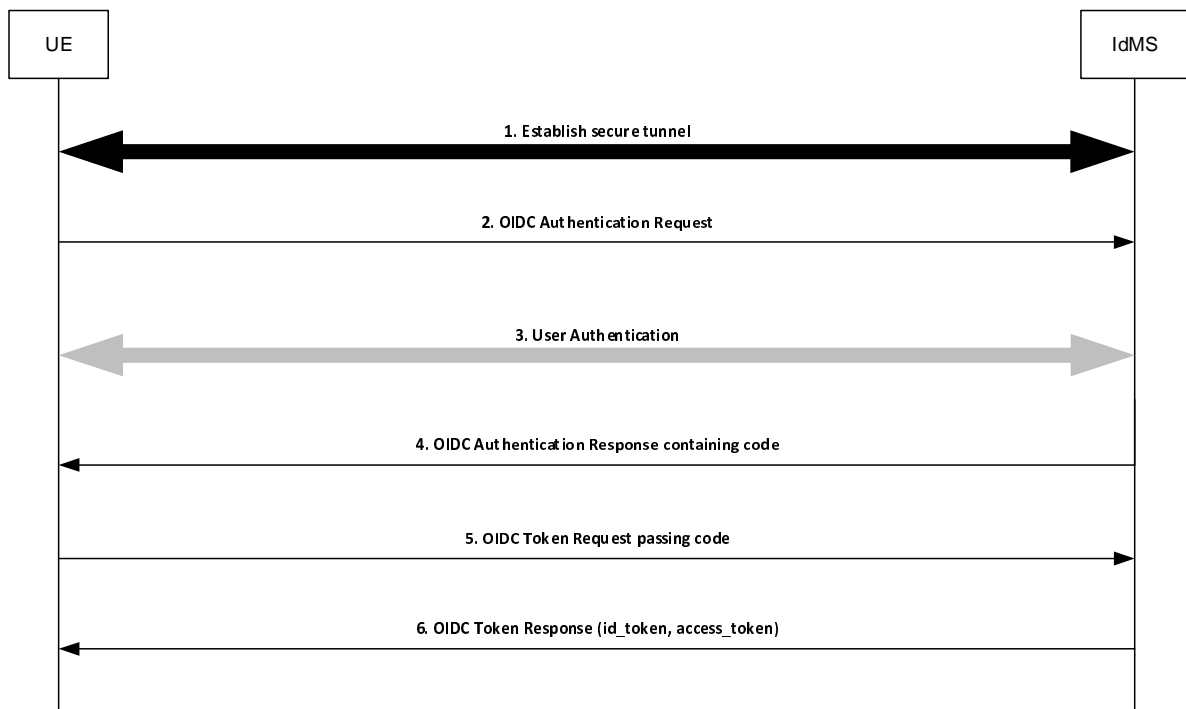 UE
IdMS
1. Establish secure tunnel
2. OIDC Authentication Request
3. User Authentication
4. OIDC Authentication Response containing code
5. OIDC Token Request passing code
6. OIDC Token Response (id_token, access_token)